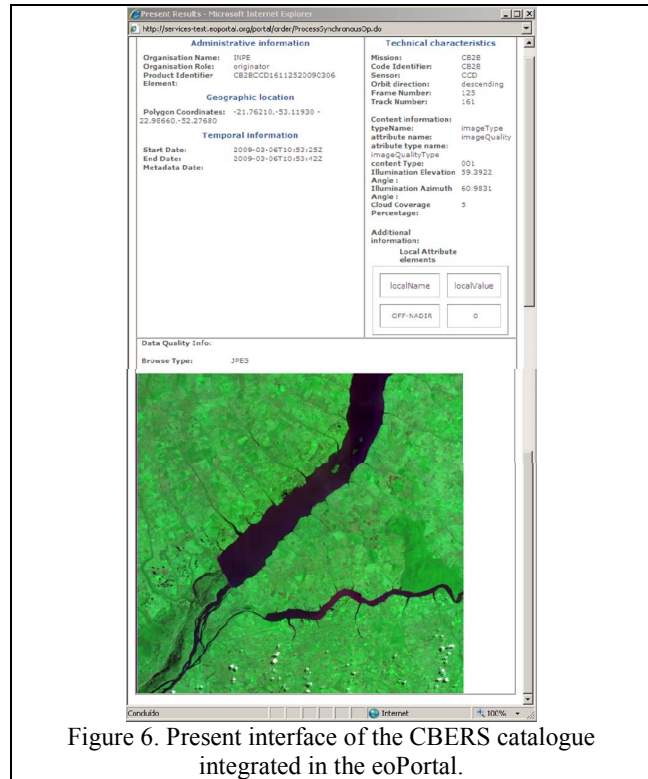 Present Results - Microsoft Internet Explorer
http://services-test.eoportal.org/portal/order/ProcessSynchronousOp.do
Administrative information
Organisation Name: INPE
Organisation Role: originator
Product Identifier CB2BCCD16112520090306
Element:
Geographic location
Polygon Coordinates: -21.76210,-53.11930 -
22.98660,-52.27680
Temporal Information
Start Date: 2009-03-06T10:53:25Z
End Date: 2009-03-06T10:53:42Z
Metadata Date:
Technical characteristics
Mission: CB2B
Code Identifier: CB2B
Sensor: CCD
Orbit direction: descending
Frame Number: 125
Track Number: 161
Content information:
typeName: imageType
attribute name: imageQuality
atribute type name:
imageQualityType
content Type: 001
Illumination Elevation 59.3922
Angle :
Illumination Azimuth 60.9831
Angle :
Cloud Coverage 5
Percentage:
Additional
information:
Local Attribute
elements
localName localValue
OFF-NADIR 0
Data Quality Info:
Browse Type: JPEG
Concluído Internet 100%
Figure 6. Present interface of the CBERS catalogue
integrated in the eoPortal.